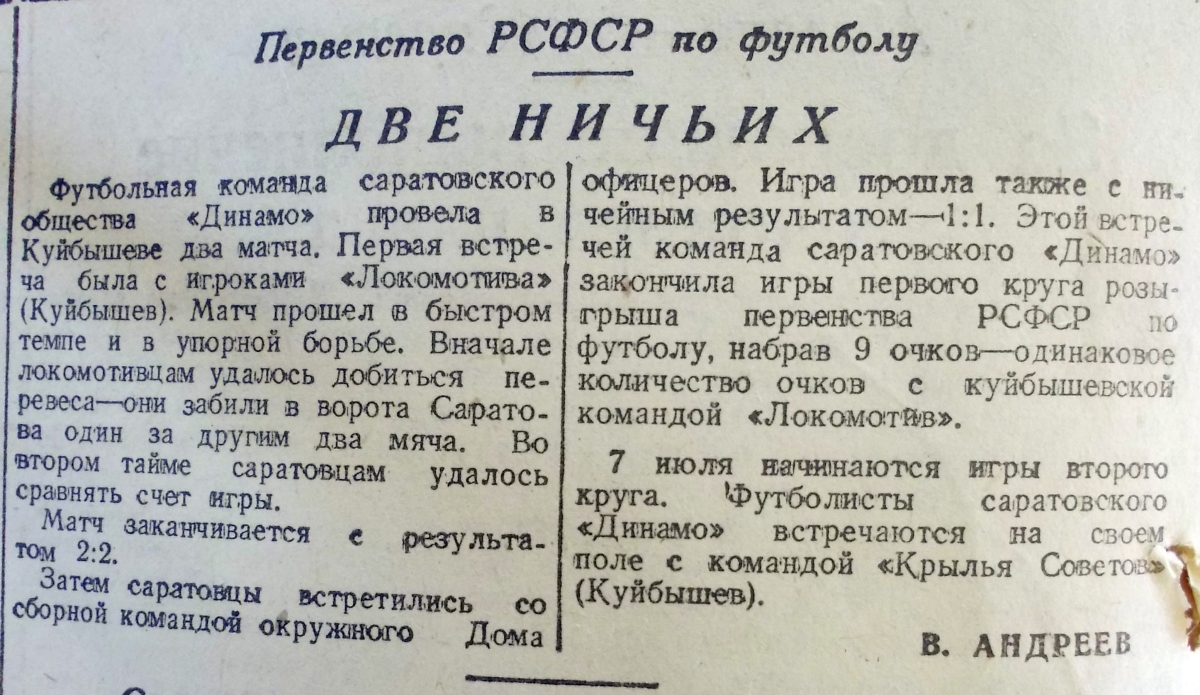 Первенство РСФСР по футболу
ДВЕ НИЧЬИХ
Футбольная команда саратовского
общества «Динамо» провела в
Куйбышеве два матча. Первая встре-
ча была с игроками «Локомотива»
(Куйбышев). Матч прошел в быстром
темпе и в упорной борьбе. Вначале
локомотивцам удалось добиться пе-
ревеса—они забили в ворота Сарато-
ва один за другим два мяча. Во
втором тайме саратовцам удалось
сравнять счет игры.
Матч заканчивается с результа-
том 2:2.
Затем саратовцы встретились со
сборной командой окружного Дома
офицеров. Игра прошла также с ни-
чейным результатом—1:1. Этой встре-
чей команда саратовского «Динамо»
закончила игры первого круга розы-
грыша первенства РСФСР по
футболу, набрав 9 очков—одинаковое
количество очков с куйбышевской
командой «Локомотив».
7 июля начинаются игры второго
круга. Футболисты саратовского
«Динамо» встречаются на своем
поле с командой «Крылья Советов»
(Куйбышев).
В. АНДРЕЕВ